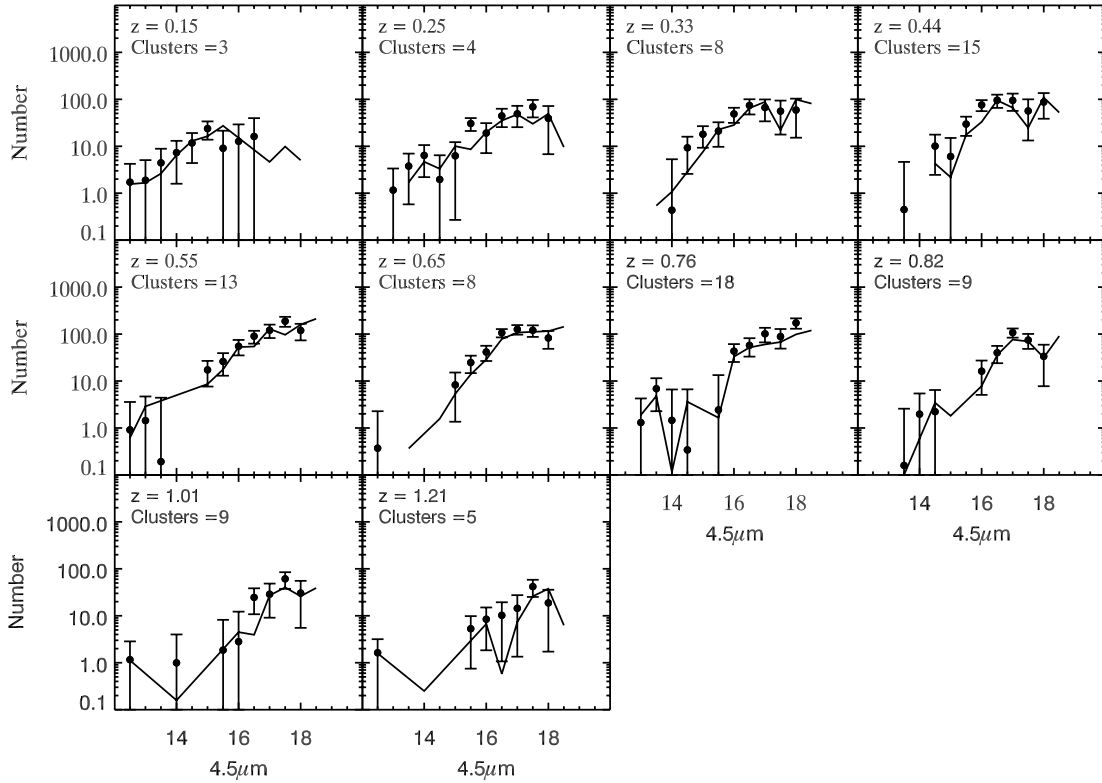 z = 0.15
Clusters =3
z = 0.25
Clusters =4
z = 0.33
Clusters =8
z = 0.44
Clusters =15
1000.0
100.0
10.0
1.0
0.1
Number
z = 0.55
Clusters =13
z = 0.65
Clusters =8
z = 0.76
Clusters =18
z = 0.82
Clusters =9
1000.0
100.0
10.0
1.0
0.1
Number
14 16 18
4.5μm
14 16 18
4.5μm
z = 1.01
Clusters =9
z = 1.21
Clusters =5
1000.0
100.0
10.0
1.0
0.1
Number
14 16 18
4.5μm
14 16 18
4.5μm